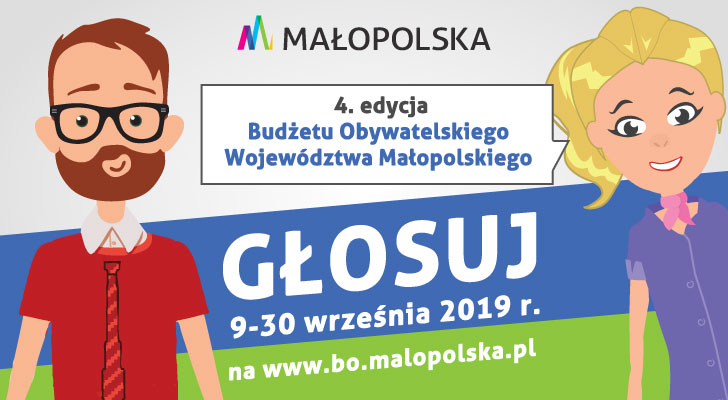 MAŁOPOLSKA
4. edycja
Budżetu Obywatelskiego
Województwa Małopolskiego
GŁOSUJ
9-30 września 2019 r.
na www.bo.malopolska.pl